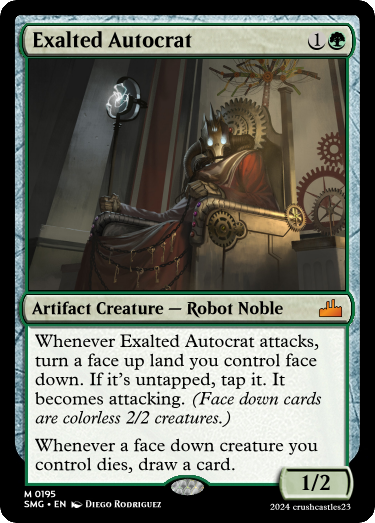 Exalted Autocrat 1
Artifact Creature — Robot Noble
Whenever Exalted Autocrat attacks,
turn a face up land you control face
down. If it's untapped, tap it. It
becomes attacking. (Face down cards
are colorless 2/2 creatures.)
Whenever a face down creature you
control dies, draw a card.
1/2
M 0195
SMG • EN Diego Rodriguez
2024 crushcastles23